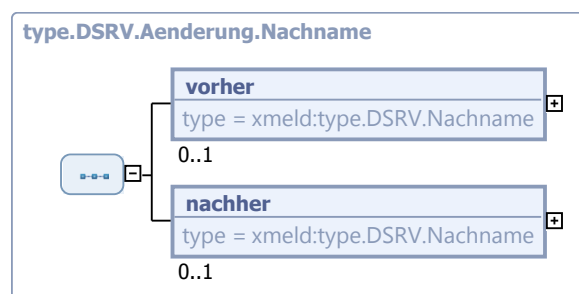 type.DSRV.Aenderung.Nachname
vorher
type = xmeld:type.DSRV.Nachname
0..1
nachher
type = xmeld:type.DSRV.Nachname
0..1